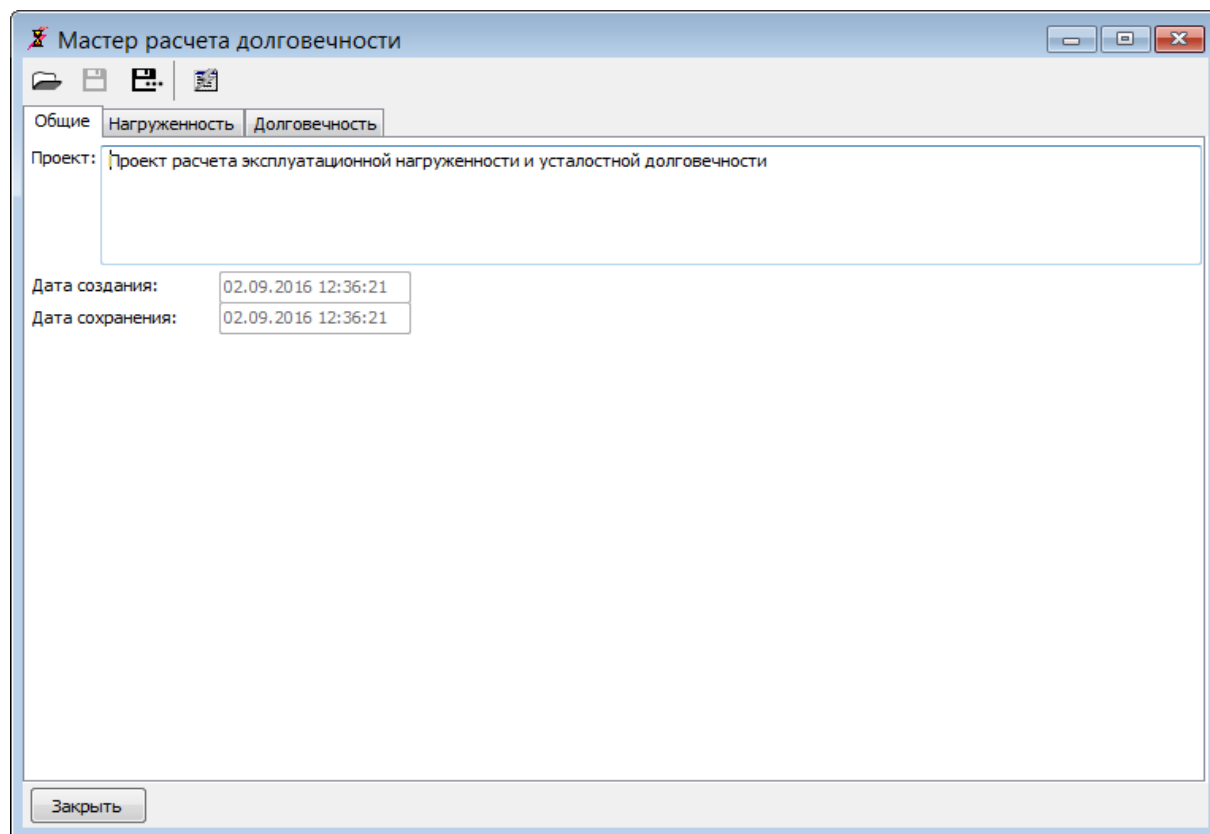 Мастер расчета долговечности
Общие Нагруженность Долговечность
Проект: Проект расчета эксплуатационной нагруженности и усталостной долговечности
Дата создания: 02.09.2016 12:36:21
Дата сохранения: 02.09.2016 12:36:21
Закрыть